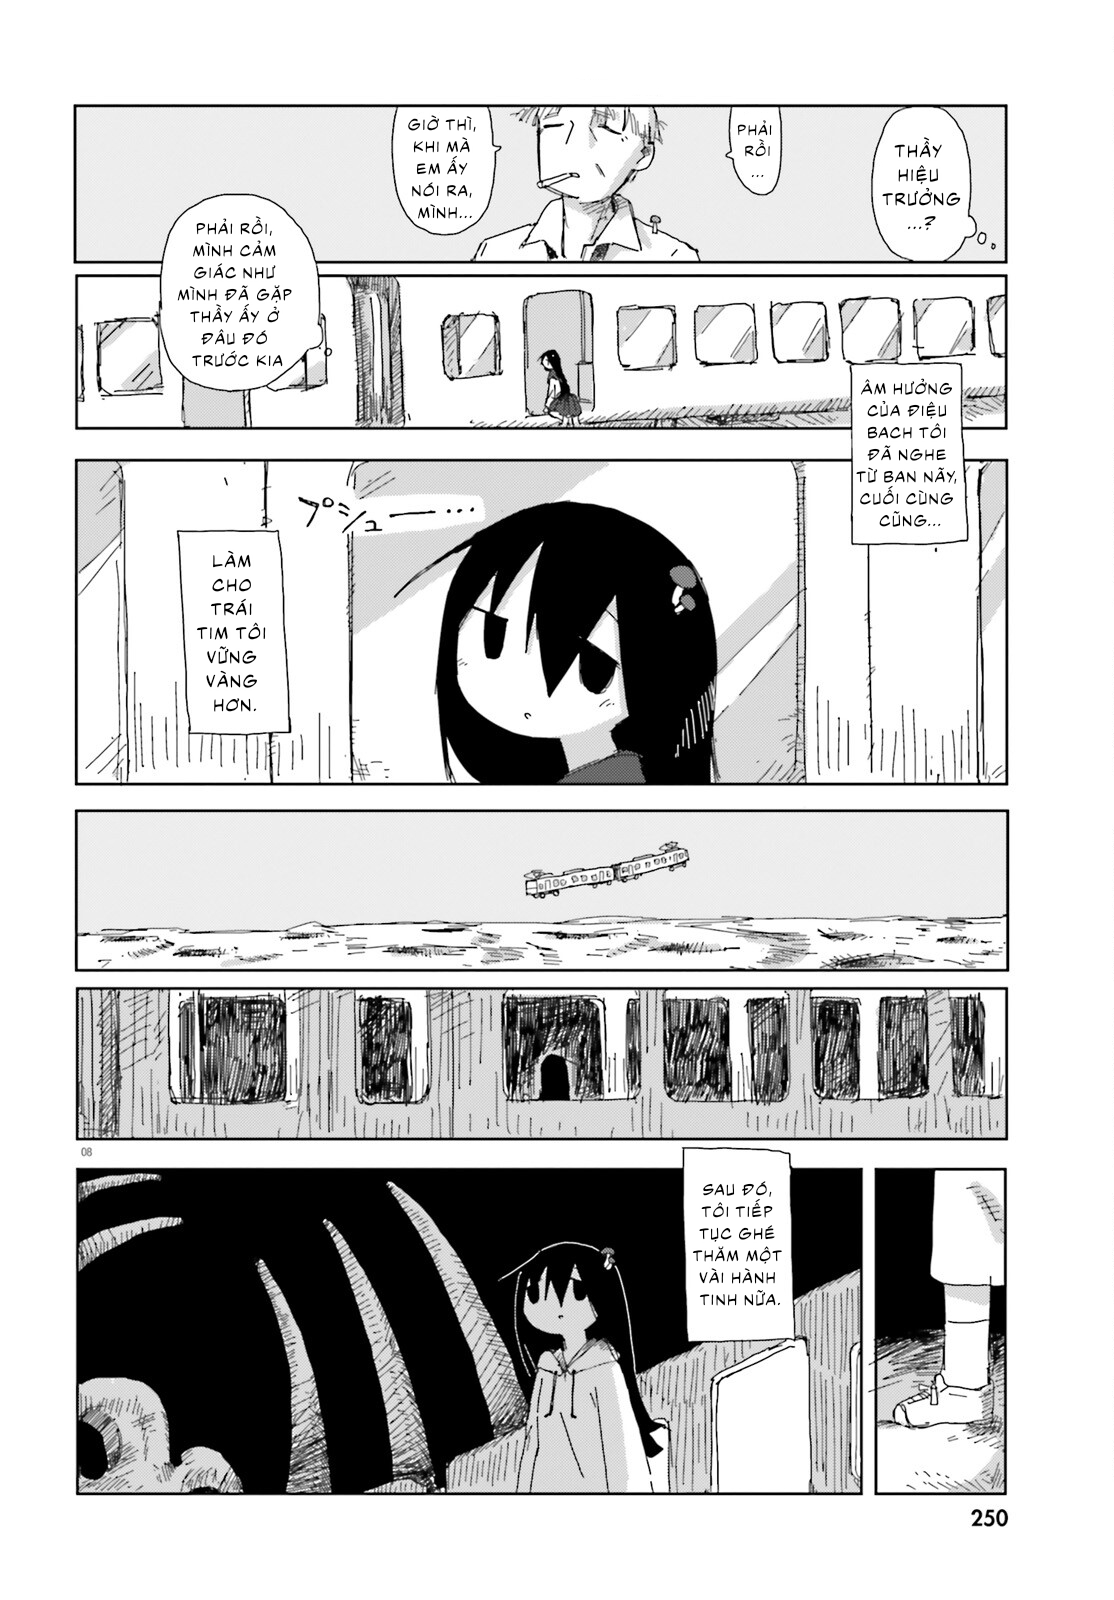 THẦY
HIỆU
TRƯỞNG
...?
PHẢI
RỒI
...
GIỜ THÌ,
KHI MÀ
EM ẤY
NÓI RA,
MÌNH...
PHẢI RỒI,
MÌNH CẢM
GIÁC NHƯ
MÌNH ĐÃ GẶP
THẦY ẤY Ở
ĐÂU ĐÓ
TRƯỚC KIA
ÂM HƯỞNG
CỦA ĐIỆU
BACH TÔI
ĐÃ NGHE
TỪ BAN NÃY,
CUỐI CÙNG
CŨNG...
プシュー…
LÀM
CHO
TRÁI
TIM TÔI
VỮNG
VÀNG
HƠN.
08
SAU ĐÓ,
TÔI TIẾP
TỤC GHÉ
THĂM MỘT
VÀI HÀNH
TINH NỮA.
250